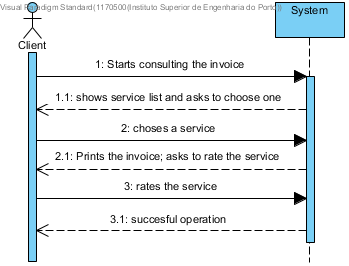 Visual Paradigm Standard(1170500(Instituto Superior de Engenharia do Porto))
System
Client
1: Starts consulting the invoice
1.1: shows service list and asks to choose one
2: choses a service
2.1: Prints the invoice; asks to rate the service
3: rates the service
3.1: succesful operation